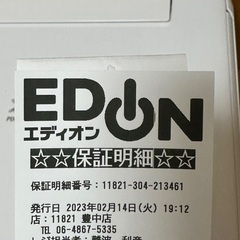 EDION
エディオン
☆☆保証明細☆☆
保証明細番号：11821-304-213461
発行日 2023年02月14日(火) 19:12
店：11821 豊中店
TEL 06-4867-5335